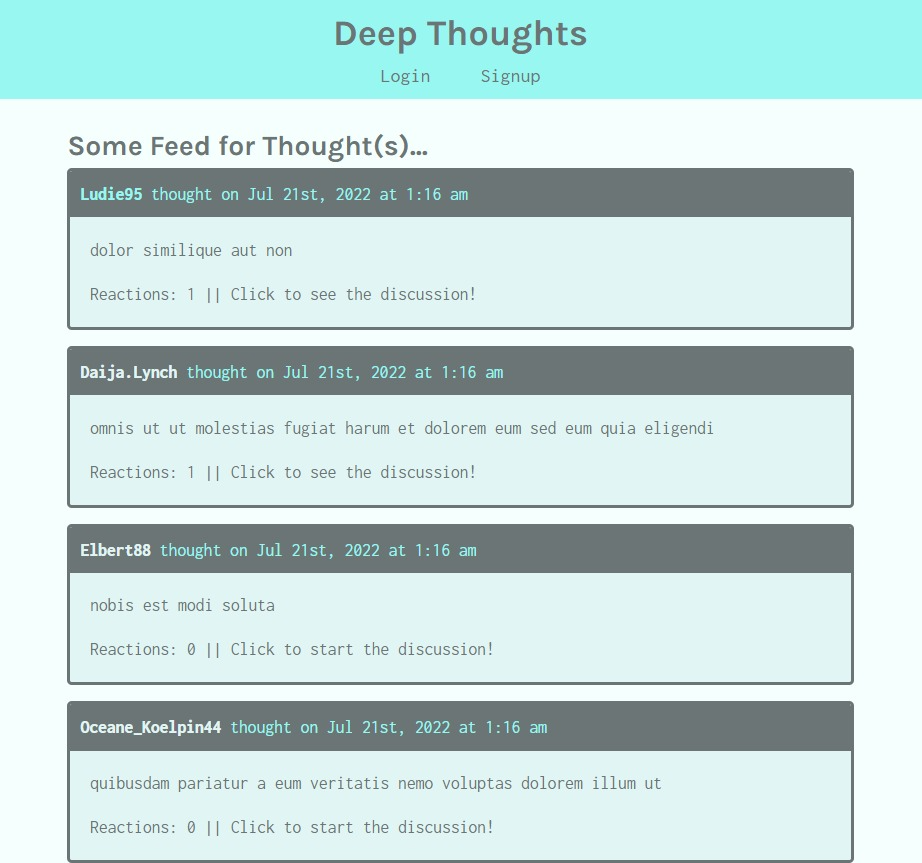 Deep Thoughts
Login Signup
Some Feed for Thought(s)...
Ludie95 thought on Jul 21st, 2022 at 1:16 am
dolor similique aut non
Reactions: 1 || Click to see the discussion!
Daija.Lynch thought on Jul 21st, 2022 at 1:16 am
omnis ut ut molestias fugiat harum et dolorem eum sed eum quia eligendi
Reactions: 1 || Click to see the discussion!
Elbert88 thought on Jul 21st, 2022 at 1:16 am
nobis est modi soluta
Reactions: 0 || Click to start the discussion!
Oceane_Koelpin44 thought on Jul 21st, 2022 at 1:16 am
quibusdam pariatur a eum veritatis nemo voluptas dolorem illum ut
Reactions: 0 || Click to start the discussion!